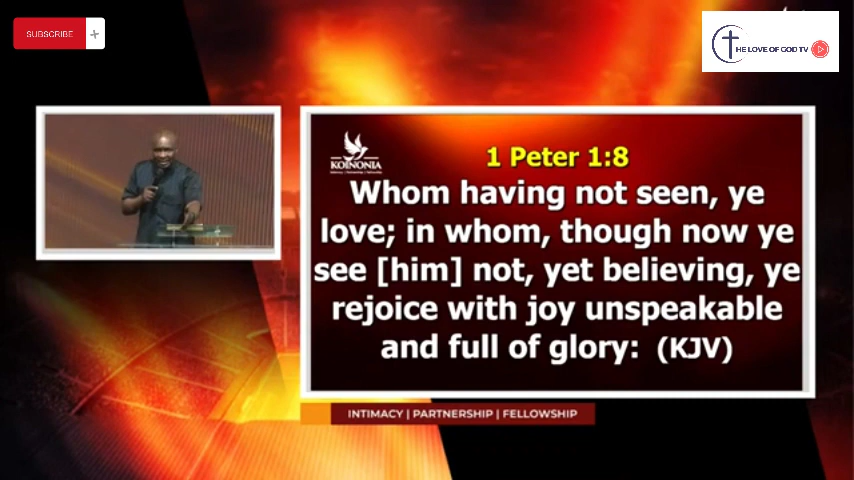 SUBSCRIBE
HE LOVE OF GOD TV
KOINONIA
1 Peter 1:8
Whom having not seen, ye
love; in whom, though now ye
see [him] not, yet believing, ye
rejoice with joy unspeakable
and full of glory: (KJV)
INTIMACY | PARTNERSHIP | FELLOWSHIP